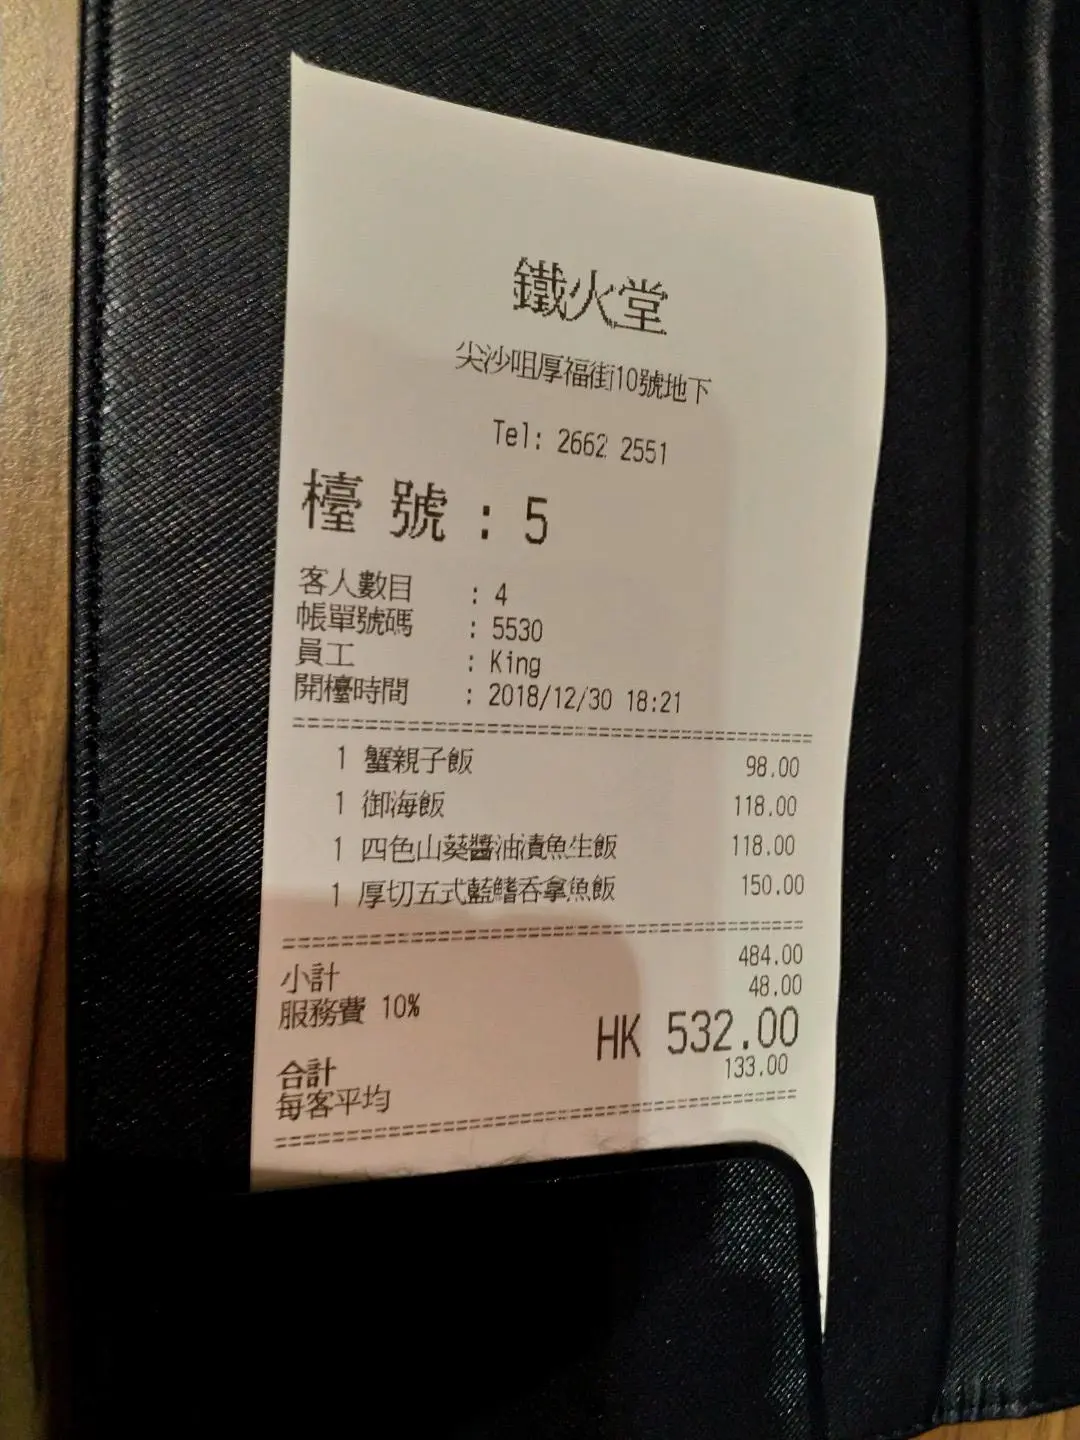 鐵火堂
尖沙咀厚福街10號地下
Tel: 2662 2551
檯 號 : 5
客人數目 : 4
帳單號碼 : 5530
員工 : King
開檯時間 : 2018/12/30 18:21
1 蟹親子飯 98.00
1 御海飯 118.00
1 四色山葵醬油漬魚生飯 118.00
1 厚切五式藍鰭吞拿魚飯 150.00
小計 484.00
服務費 10% 48.00
合計 HK 532.00
每客平均 133.00